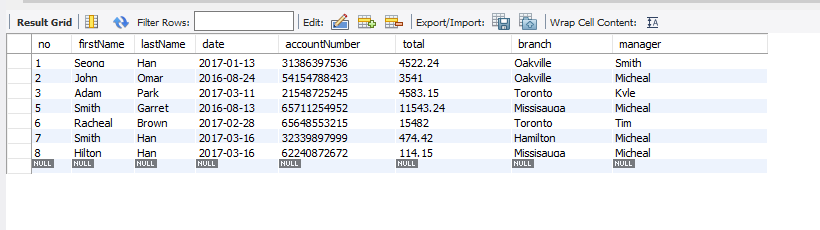 Result Grid Filter Rows: Edit: Export/Import: Wrap Cell Content: IA
no firstName lastName date accountNumber total branch manager
1 Seong Han 2017-01-13 31386397536 4522.24 Oakville Smith
2 John Omar 2016-08-24 54154788423 3541 Oakville Micheal
3 Adam Park 2017-03-11 21548725245 4583.15 Toronto Kyle
5 Smith Garret 2016-08-13 65711254952 11543.24 Missisauga Micheal
6 Racheal Brown 2017-02-28 65648553215 15482 Toronto Tim
7 Smith Han 2017-03-16 32339897999 474.42 Hamilton Micheal
8 Hilton Han 2017-03-16 62240872672 114.15 Missisauga Micheal
NULL NULL NULL NULL NULL NULL NULL NULL